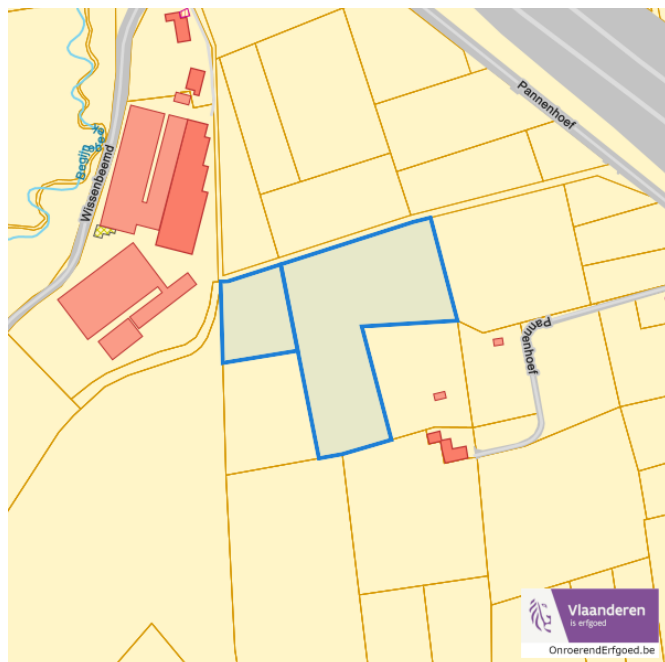 Pannenhoef
Wissenbeemd
Pannenhoef
Vlaanderen
is erfgoed
OnroerendErfgoed.be